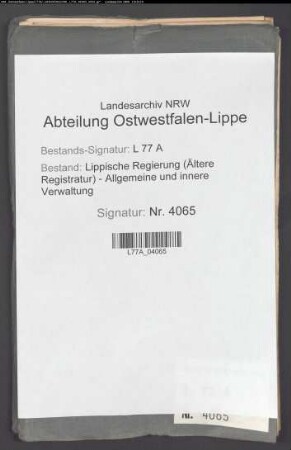 Landesarchiv NRW
Abteilung Ostwestfalen-Lippe
Bestands-Signatur: L 77 A
Bestand: Lippische Regierung (Ältere
Registratur) - Allgemeine und innere
Verwaltung
Signatur: Nr. 4065
L77A_04065
Nr. 4065